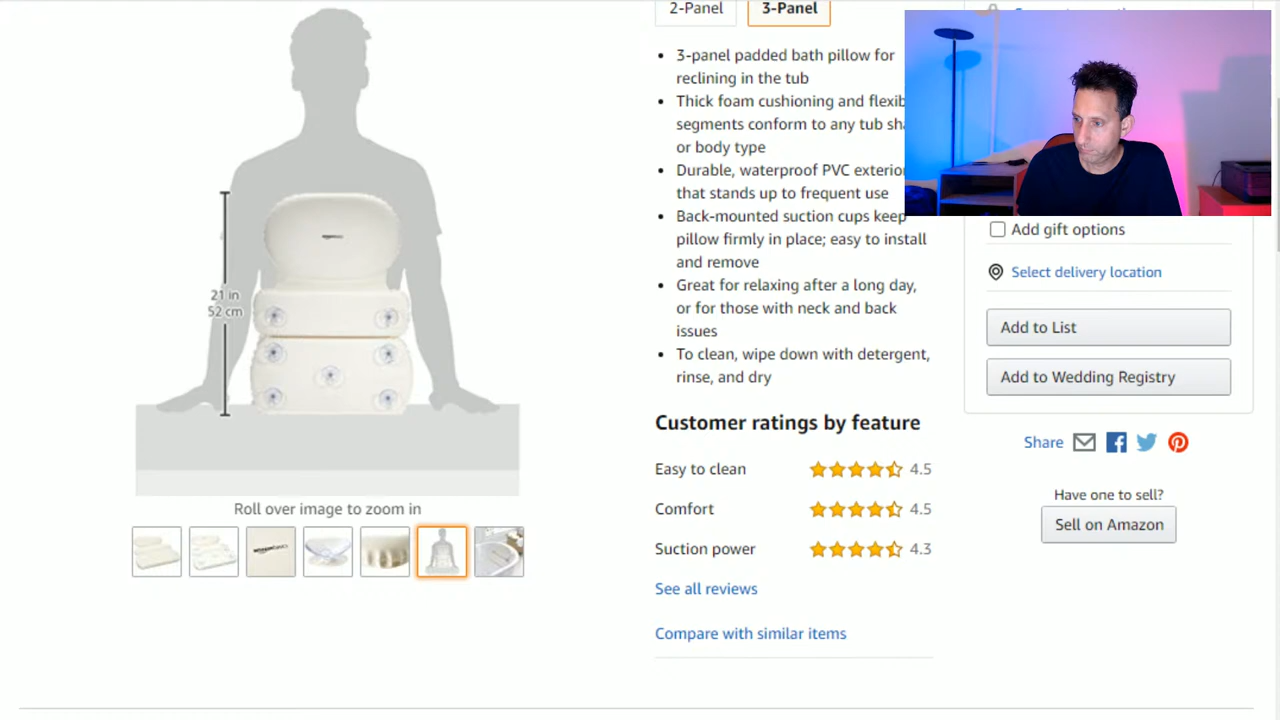 2-Panel
3-Panel
3-panel padded bath pillow for
reclining in the tub
Thick foam cushioning and
segments conform to any tub
or body type
Durable, waterproof PVC
that stands up to frequent use
Back-mounted suction cups keep
pillow firmly in place; easy to install
and remove
Great for relaxing after a long day,
or for those with neck and back
issues
To clean, wipe down with detergent,
rinse, and dry
Customer ratings by feature
Easy to clean 4.5
Comfort 4.5
Suction power 4.3
See all reviews
Compare with similar items
21 in
52 cm
Roll over image to zoom in
Add gift options
Select delivery location
Add to List
Add to Wedding Registry
Share
Have one to sell?
Sell on Amazon